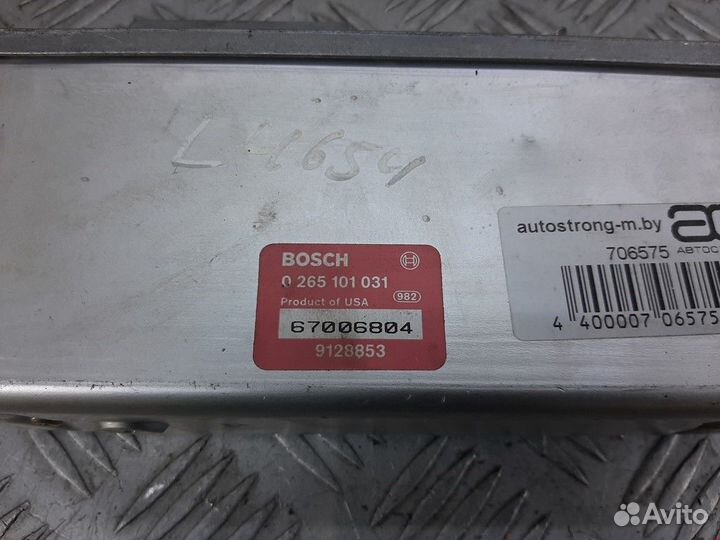 L4654
BOSCH
0 265 101 031
Product of USA 982
67006804
9128853
autostrong-m.by
706575
4 400007 06575
Avito